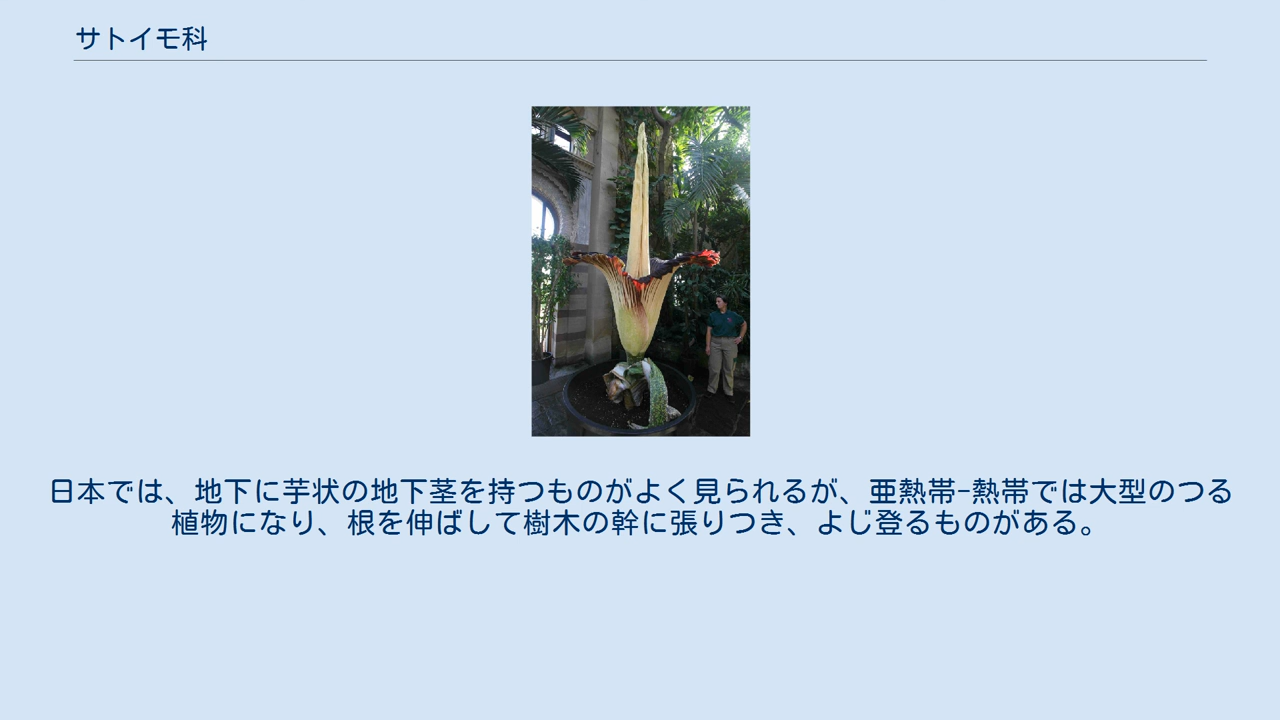 サトイモ科
日本では、地下に芋状の地下茎を持つものがよく見られるが、亜熱帯-熱帯では大型のつる
植物になり、根を伸ばして樹木の幹に張りつき、よじ登るものがある。